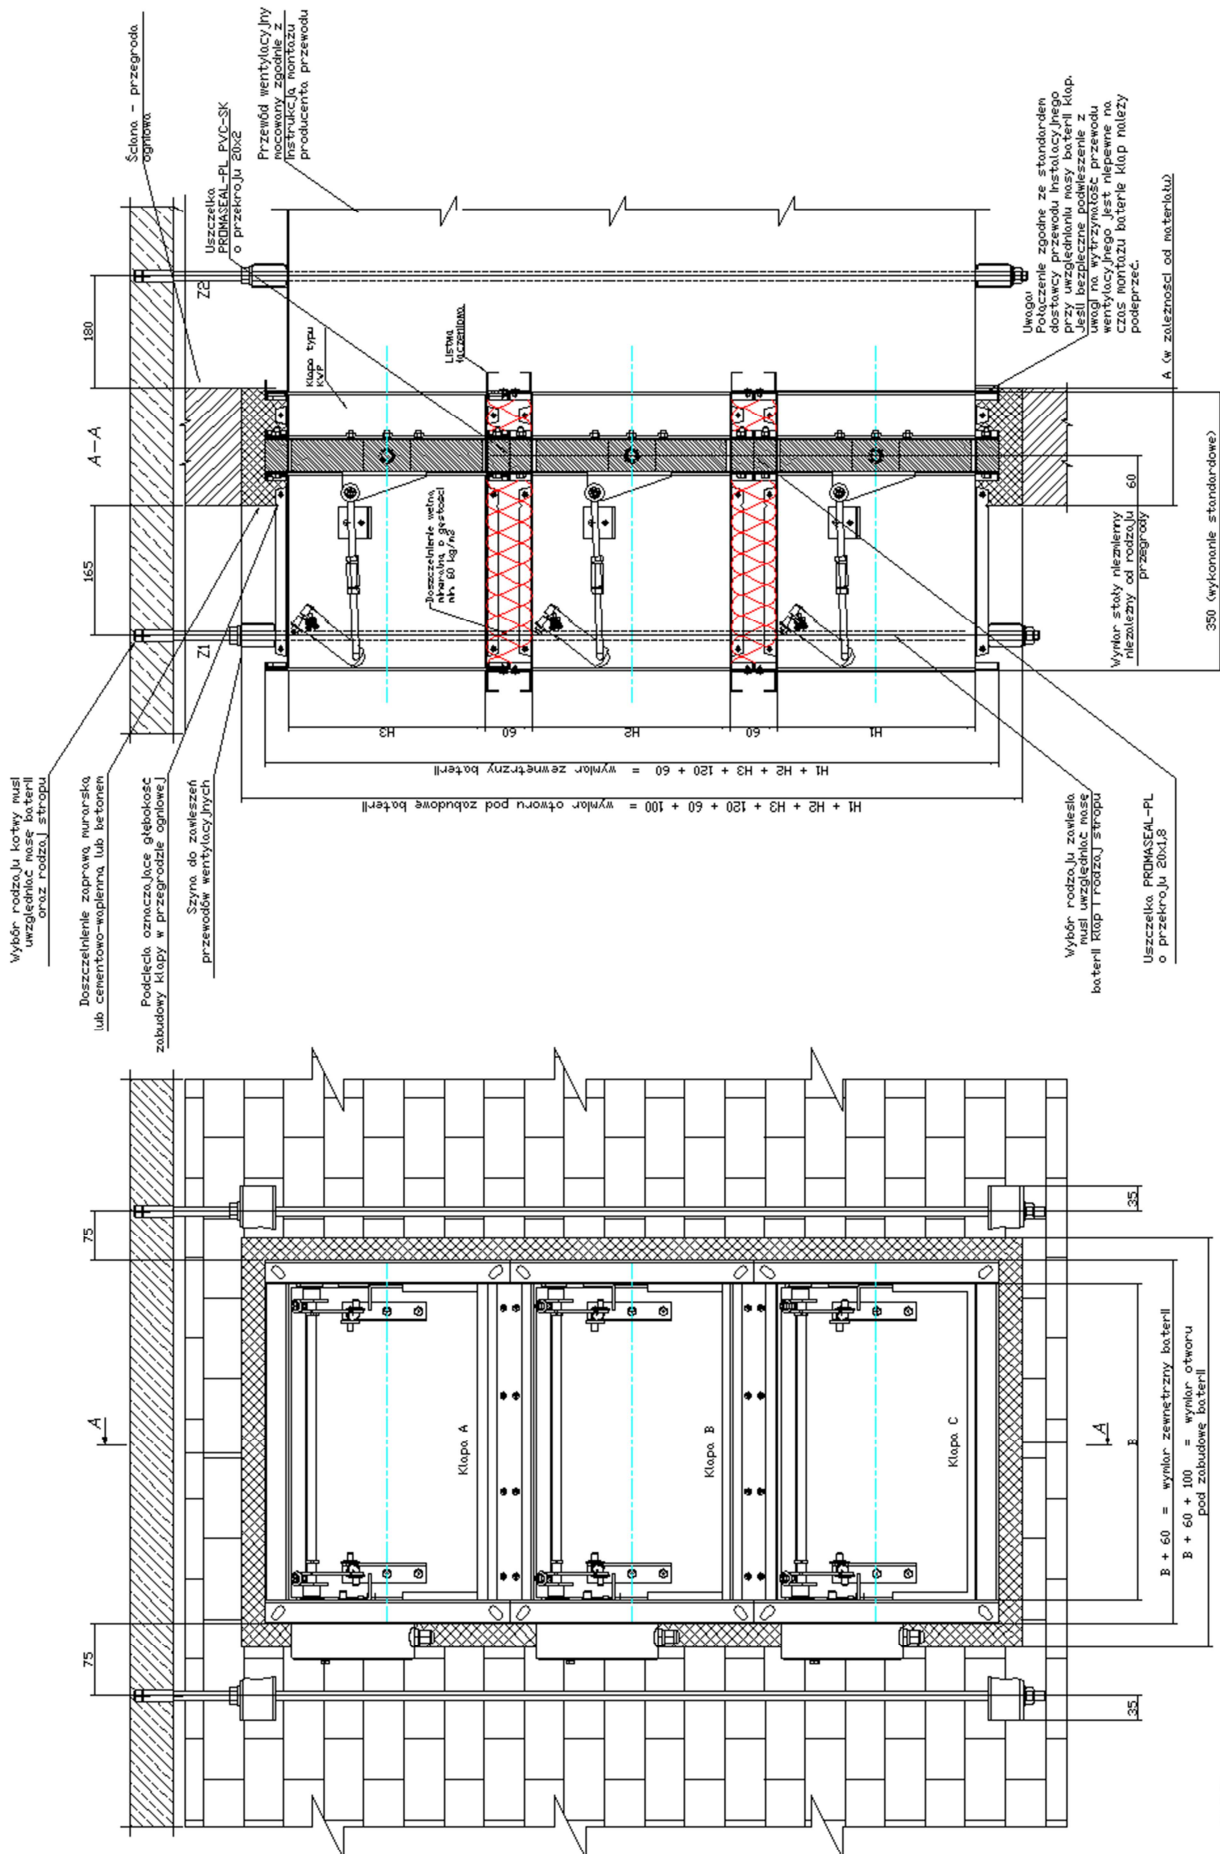 A-A
Ściana - przegroda
ogniowa
Uszczelka
PROMASEAL-PL PVC-SK
o przekroju 20x2
Przewód wentylacyjny
mocowany zgodnie z
instrukcją montażu
producenta przewodu
Wybór rodzaju kotwy musi
uwzględniać masę baterii
oraz rodzaj stropu
Doszczelnienie zaprawą murarską
lub cementowo-wapienną lub betonem
Podcięcia oznaczające głębokość
zabudowy klapy w przegrodzie ogniowej
Szyna do zawieszeń
przewodów wentylacyjnych
165
180
Z1
Z2
Klapa typu
KVP
Listwa
łączeniowa
Doszczelnienie wełną
mineralną o gęstości
min. 60 kg/m3
H3
60
H2
60
H1
H1 + H2 + H3 + 120 + 60 = wymiar zewnętrzny baterii
H1 + H2 + H3 + 120 + 60 + 100 = wymiar otworu pod zabudowę baterii
Uwaga!
Połączenie zgodne ze standardem
dostawcy przewodu instalacyjnego
przy uwzględnianiu masy baterii klap.
Jeśli bezpieczne podwieszenie z
uwagi na wytrzymałość przewodu
wentylacyjnego jest niepewne na
czas montażu baterie klap należy
podeprzeć.
A (w zależności od materiału)
60
Wymiar stały niezmienny
niezależny od rodzaju
przegrody
350 (wykonanie standardowe)
Wybór rodzaju zawiesia
musi uwzględniać masę
baterii klap i rodzaj stropu
Uszczelka PROMASEAL-PL
o przekroju 20x1,8
75
75
A
Klapa A
Klapa B
Klapa C
A
35
35
B
B + 60 = wymiar zewnętrzny baterii
B + 60 + 100 = wymiar otworu
pod zabudowę baterii